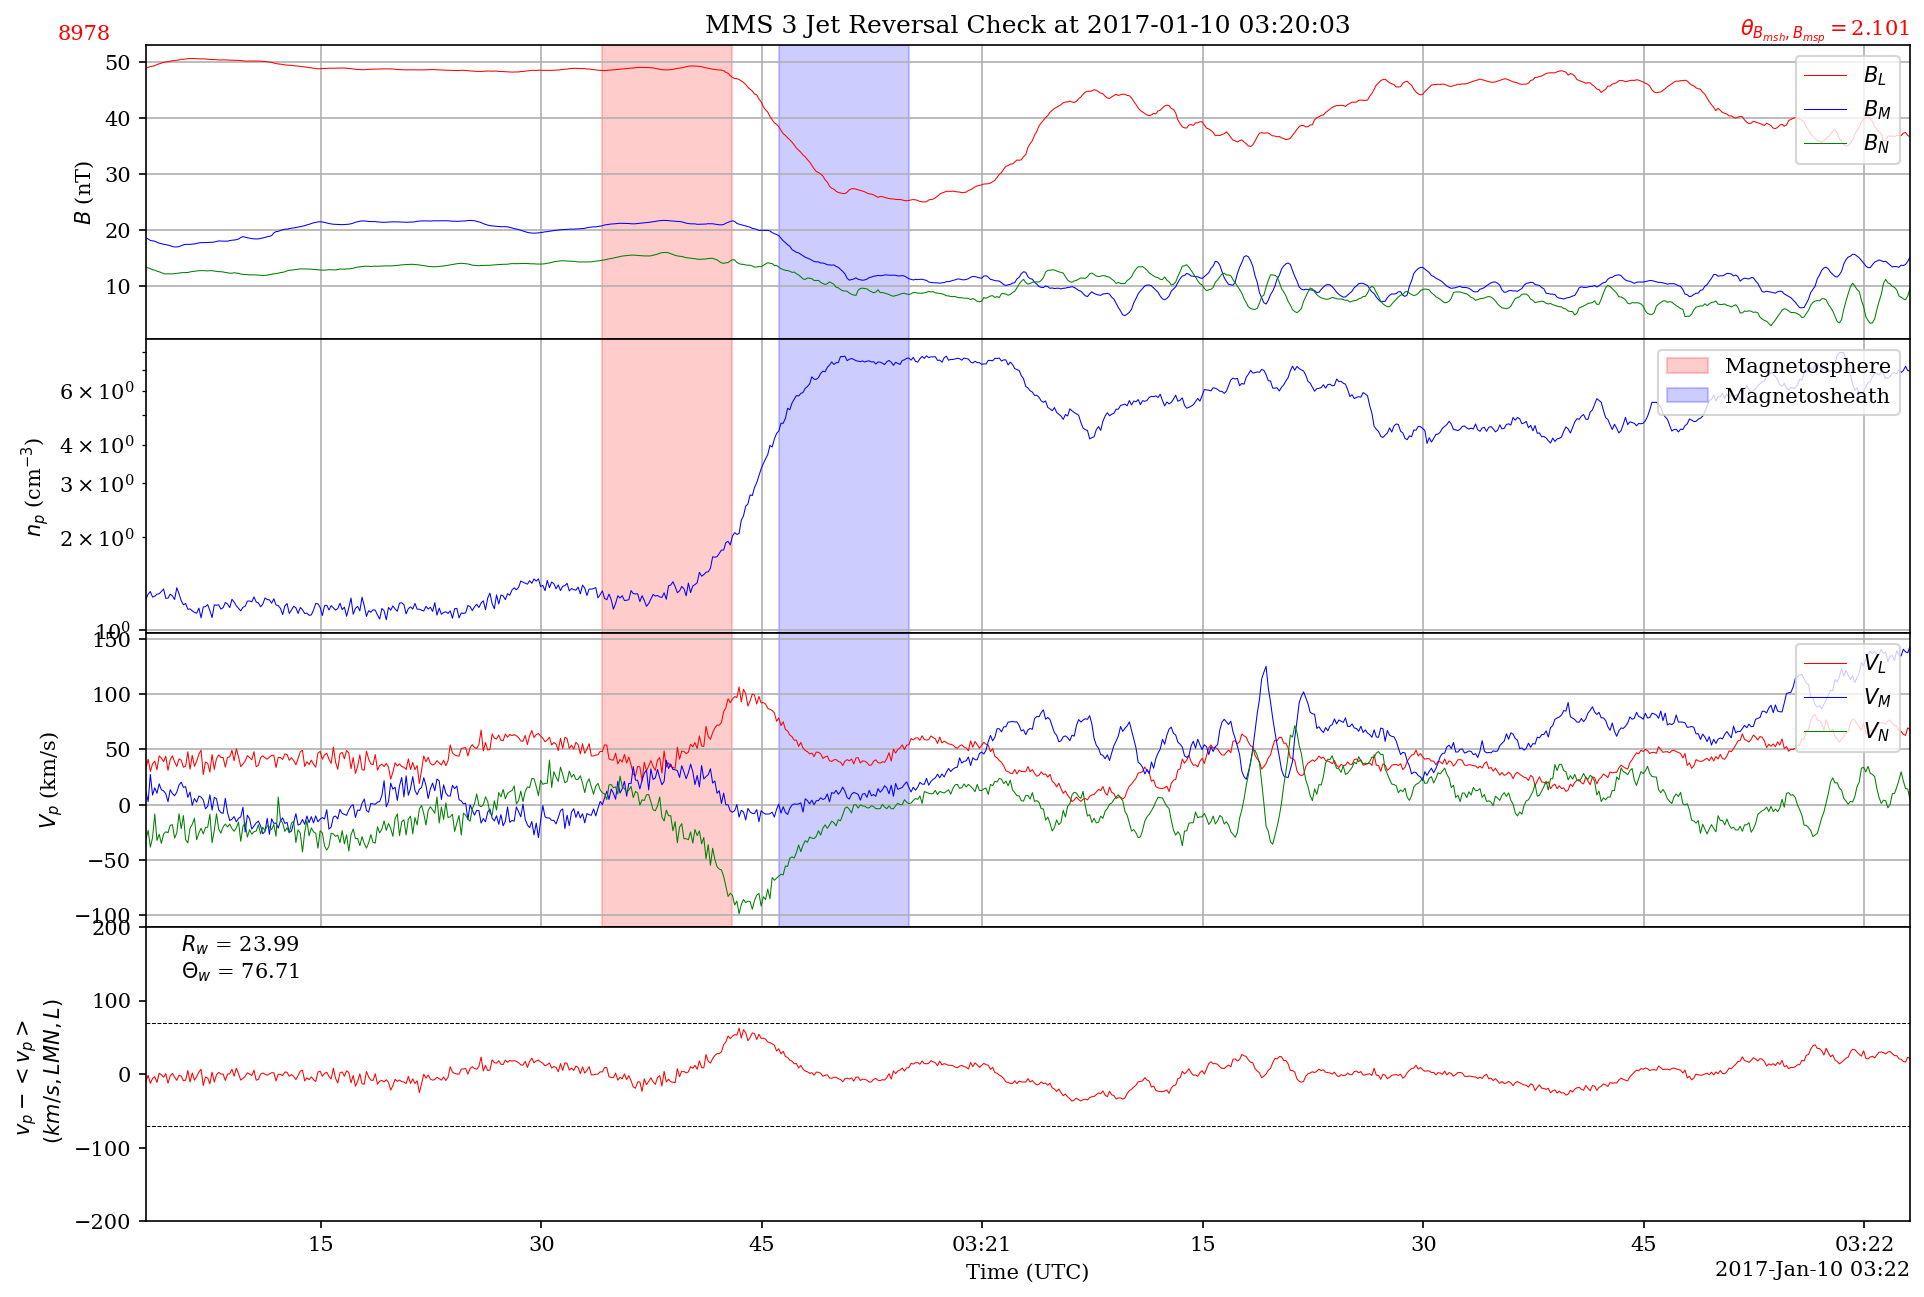 8978
MMS 3 Jet Reversal Check at 2017-01-10 03:20:03
θ_{B_{msh}, B_{msp}} = 2.101
B (nT)
50
40
30
20
10
B_L
B_M
B_N
n_p (cm^{−3})
6 × 10^0
4 × 10^0
3 × 10^0
2 × 10^0
10^0
Magnetosphere
Magnetosheath
V_p (km/s)
150
100
50
0
−50
−100
V_L
V_M
V_N
v_p − < v_p >
(km/s, LMN, L)
200
100
0
−100
−200
R_w = 23.99
Θ_w = 76.71
15
30
45
03:21
15
30
45
03:22
Time (UTC)
2017-Jan-10 03:22